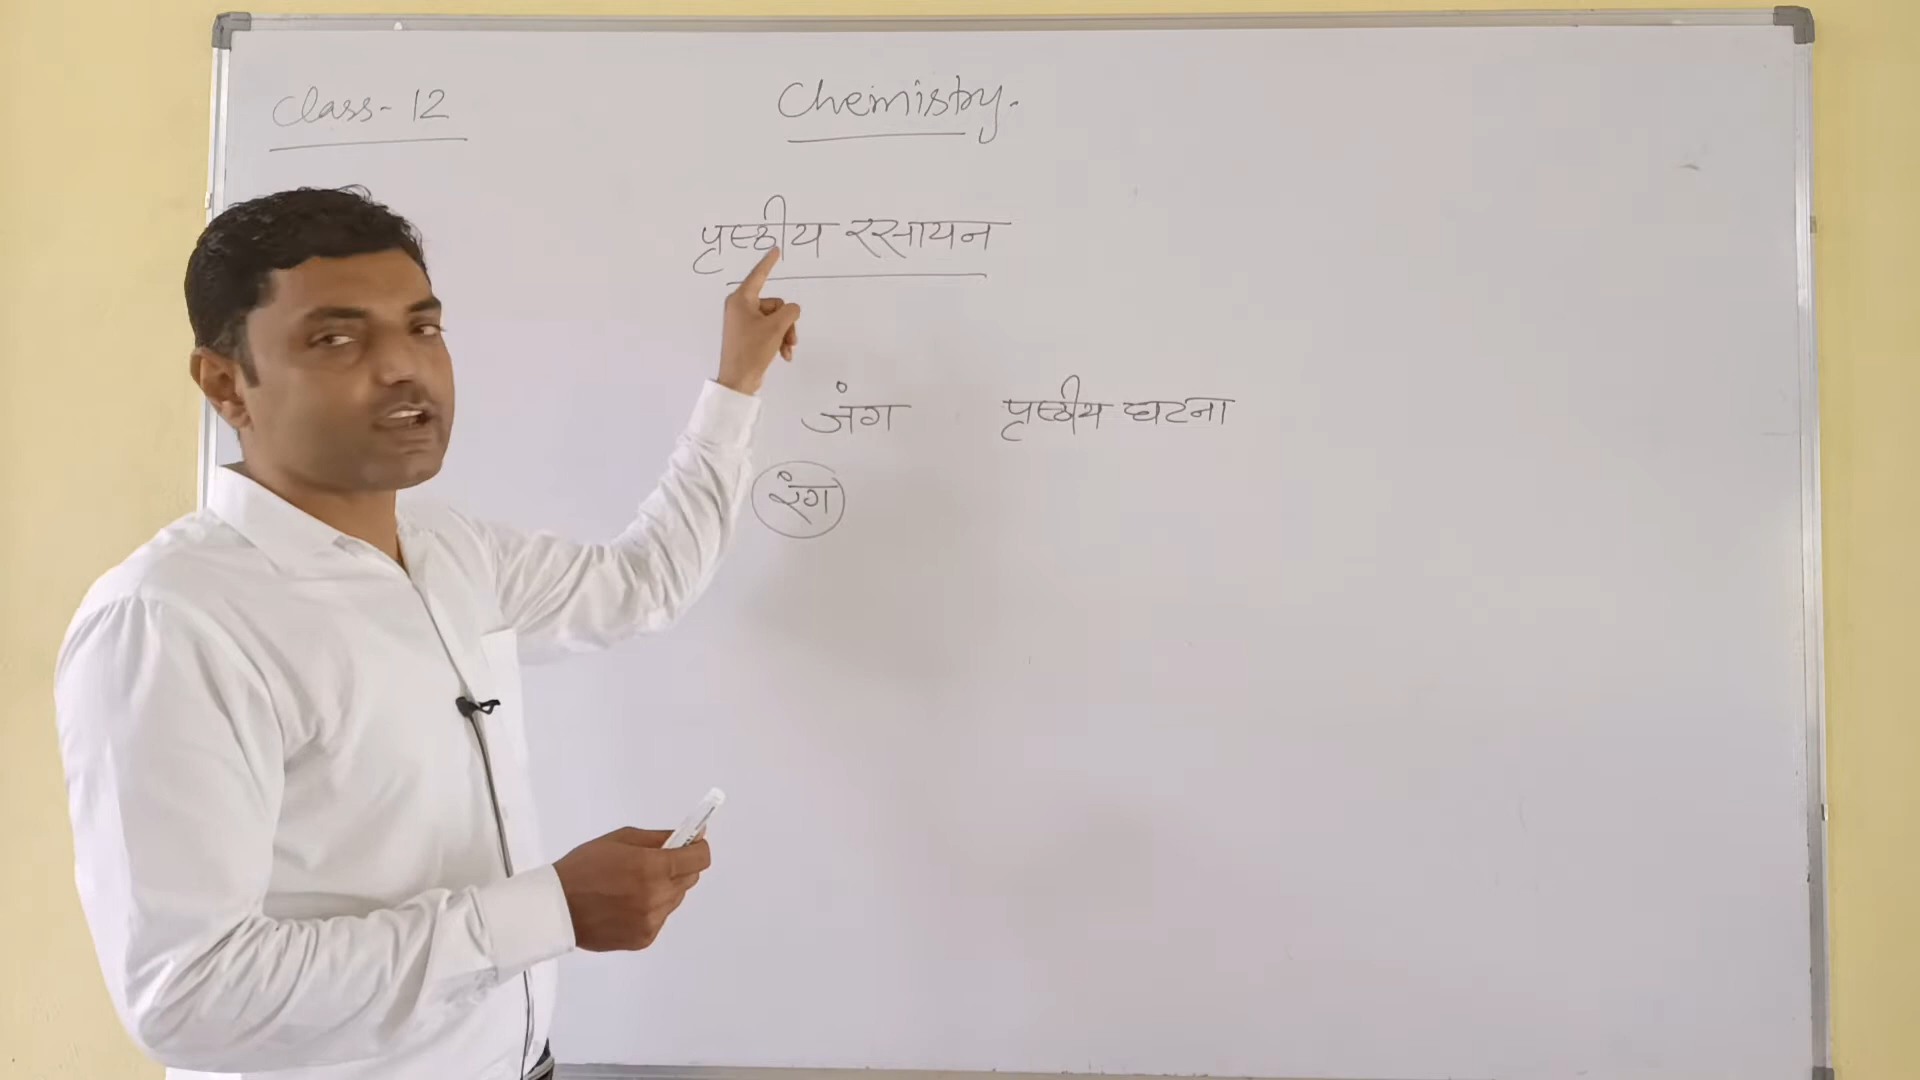 Class- 12
Chemistry.
पृष्ठीय रसायन
जंग पृष्ठीय घटना
रंग